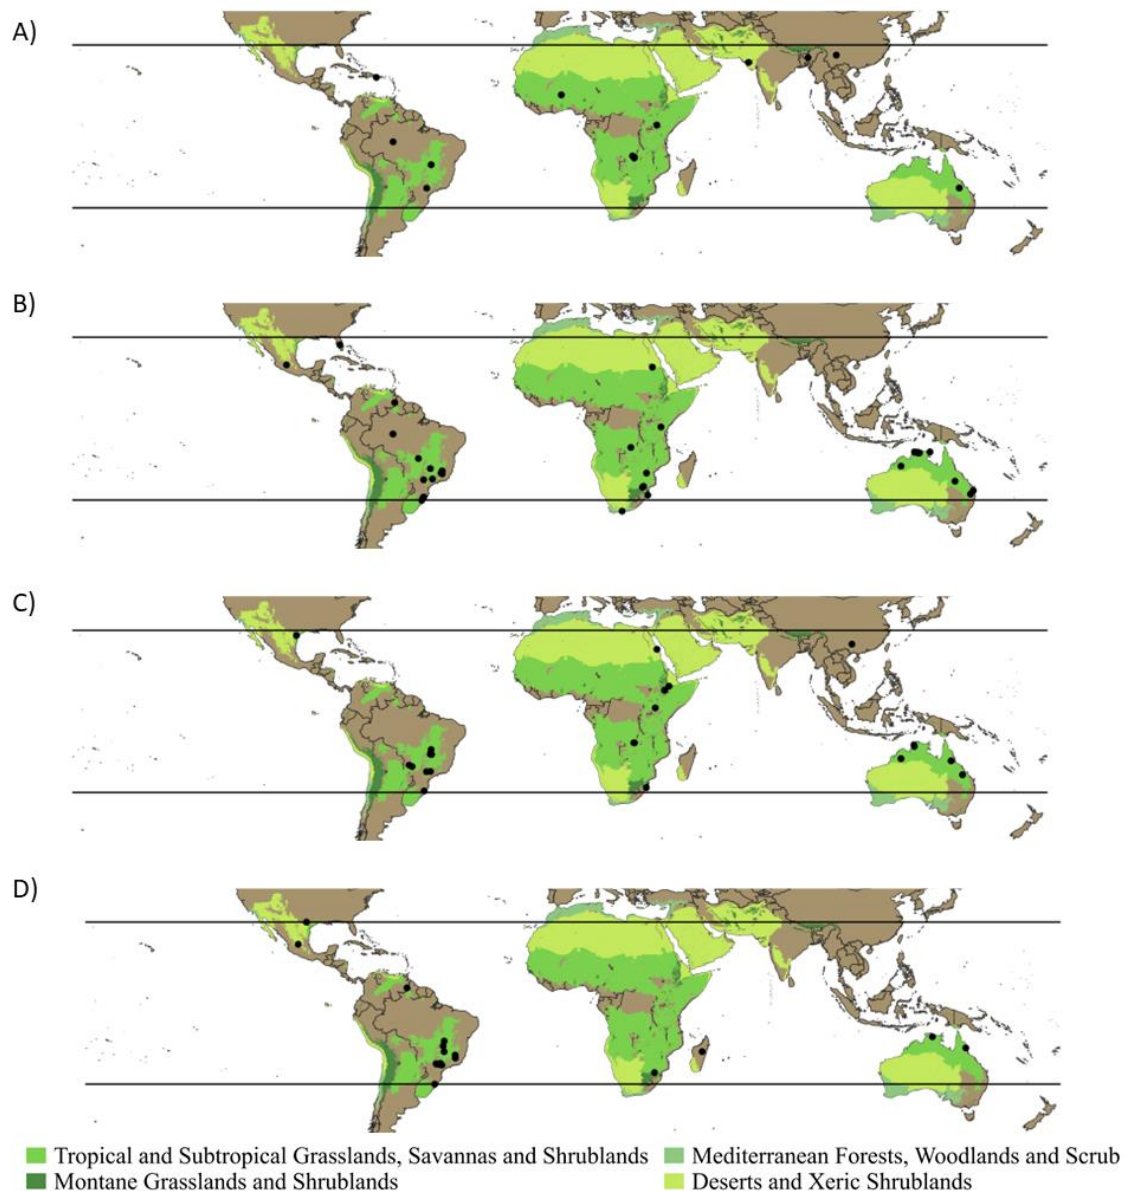 A)
B)
C)
D)
Tropical and Subtropical Grasslands, Savannas and Shrublands
Mediterranean Forests, Woodlands and Scrub
Montane Grasslands and Shrublands
Deserts and Xeric Shrublands